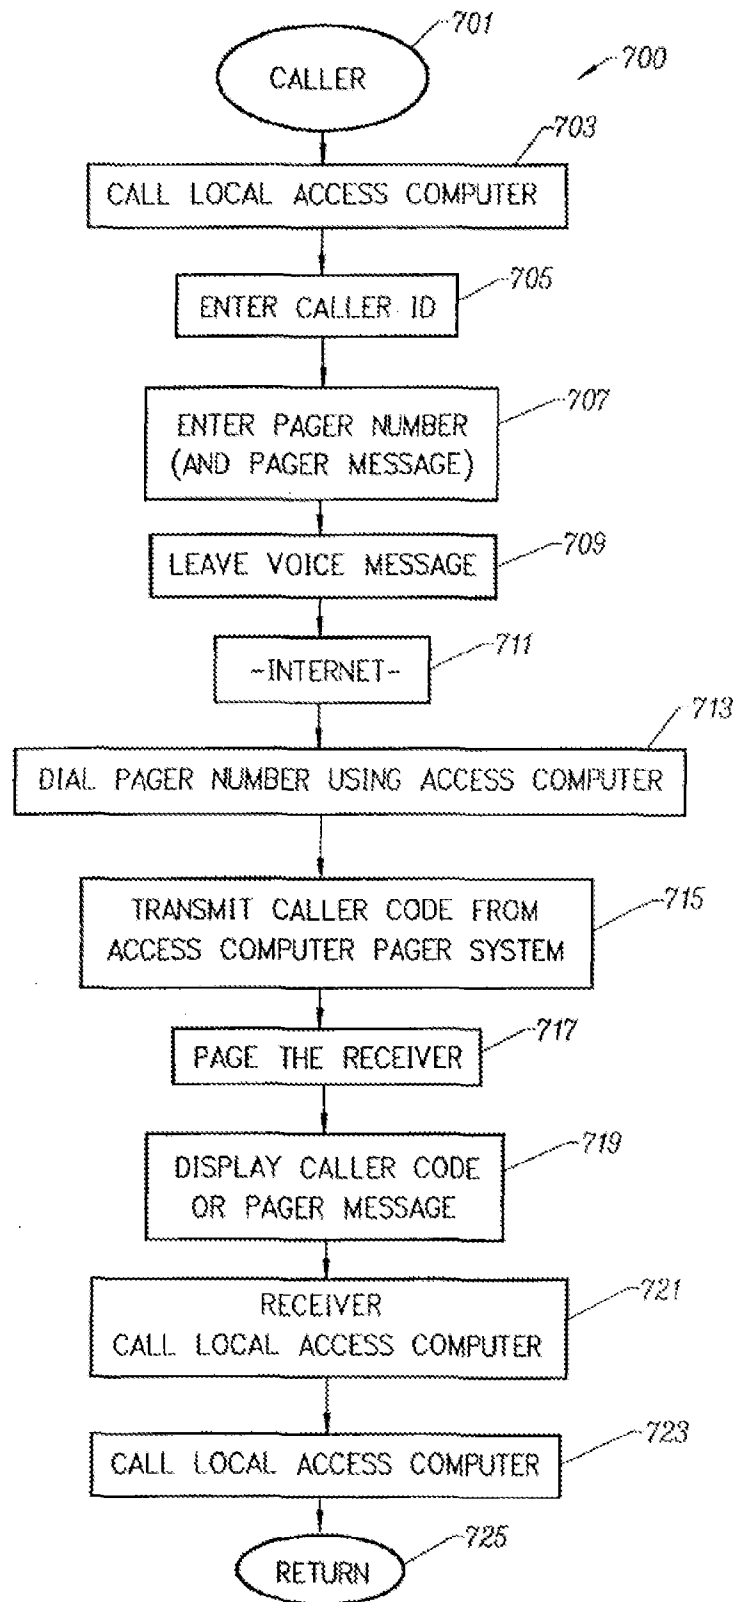 701
700
CALLER
703
CALL LOCAL ACCESS COMPUTER
705
ENTER CALLER ID
707
ENTER PAGER NUMBER
(AND PAGER MESSAGE)
709
LEAVE VOICE MESSAGE
711
-INTERNET-
713
DIAL PAGER NUMBER USING ACCESS COMPUTER
715
TRANSMIT CALLER CODE FROM
ACCESS COMPUTER PAGER SYSTEM
717
PAGE THE RECEIVER
719
DISPLAY CALLER CODE
OR PAGER MESSAGE
721
RECEIVER
CALL LOCAL ACCESS COMPUTER
723
CALL LOCAL ACCESS COMPUTER
725
RETURN